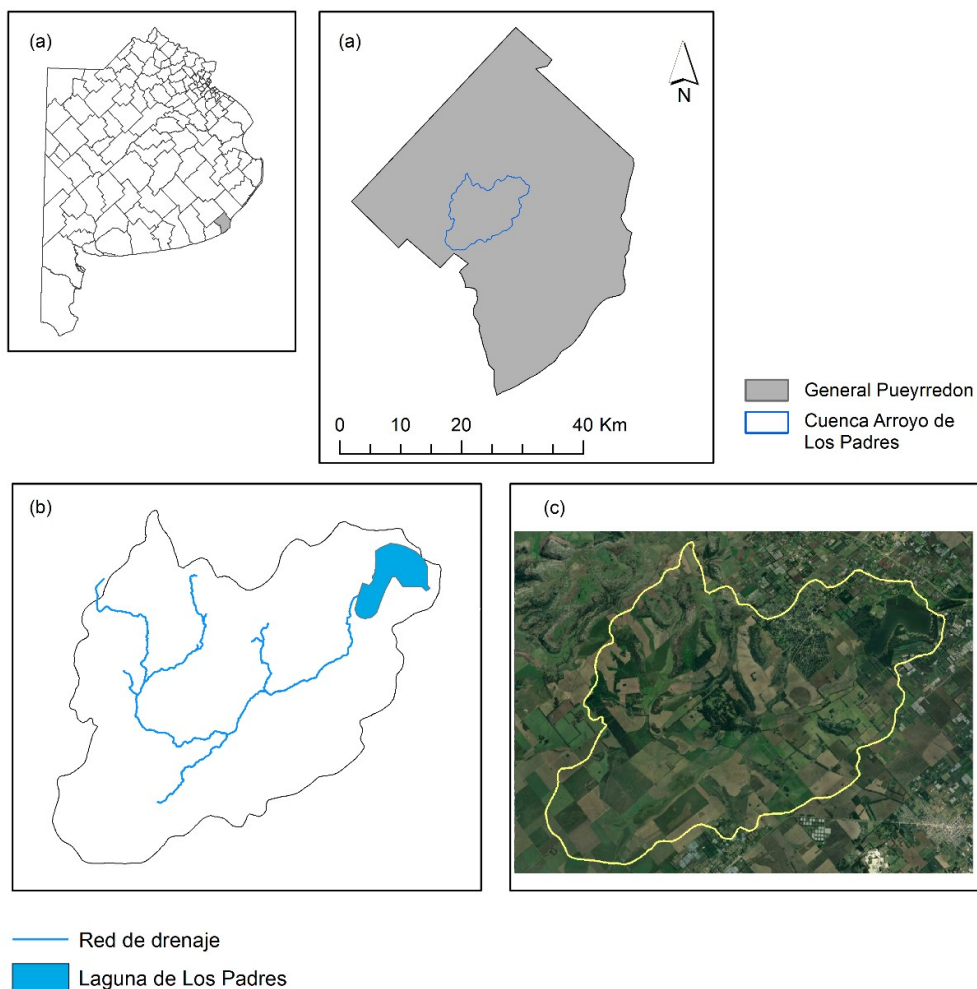 (a)
(a)
N
0 10 20 40 Km
General Pueyrredon
Cuenca Arroyo de
Los Padres
(b)
(c)
Red de drenaje
Laguna de Los Padres